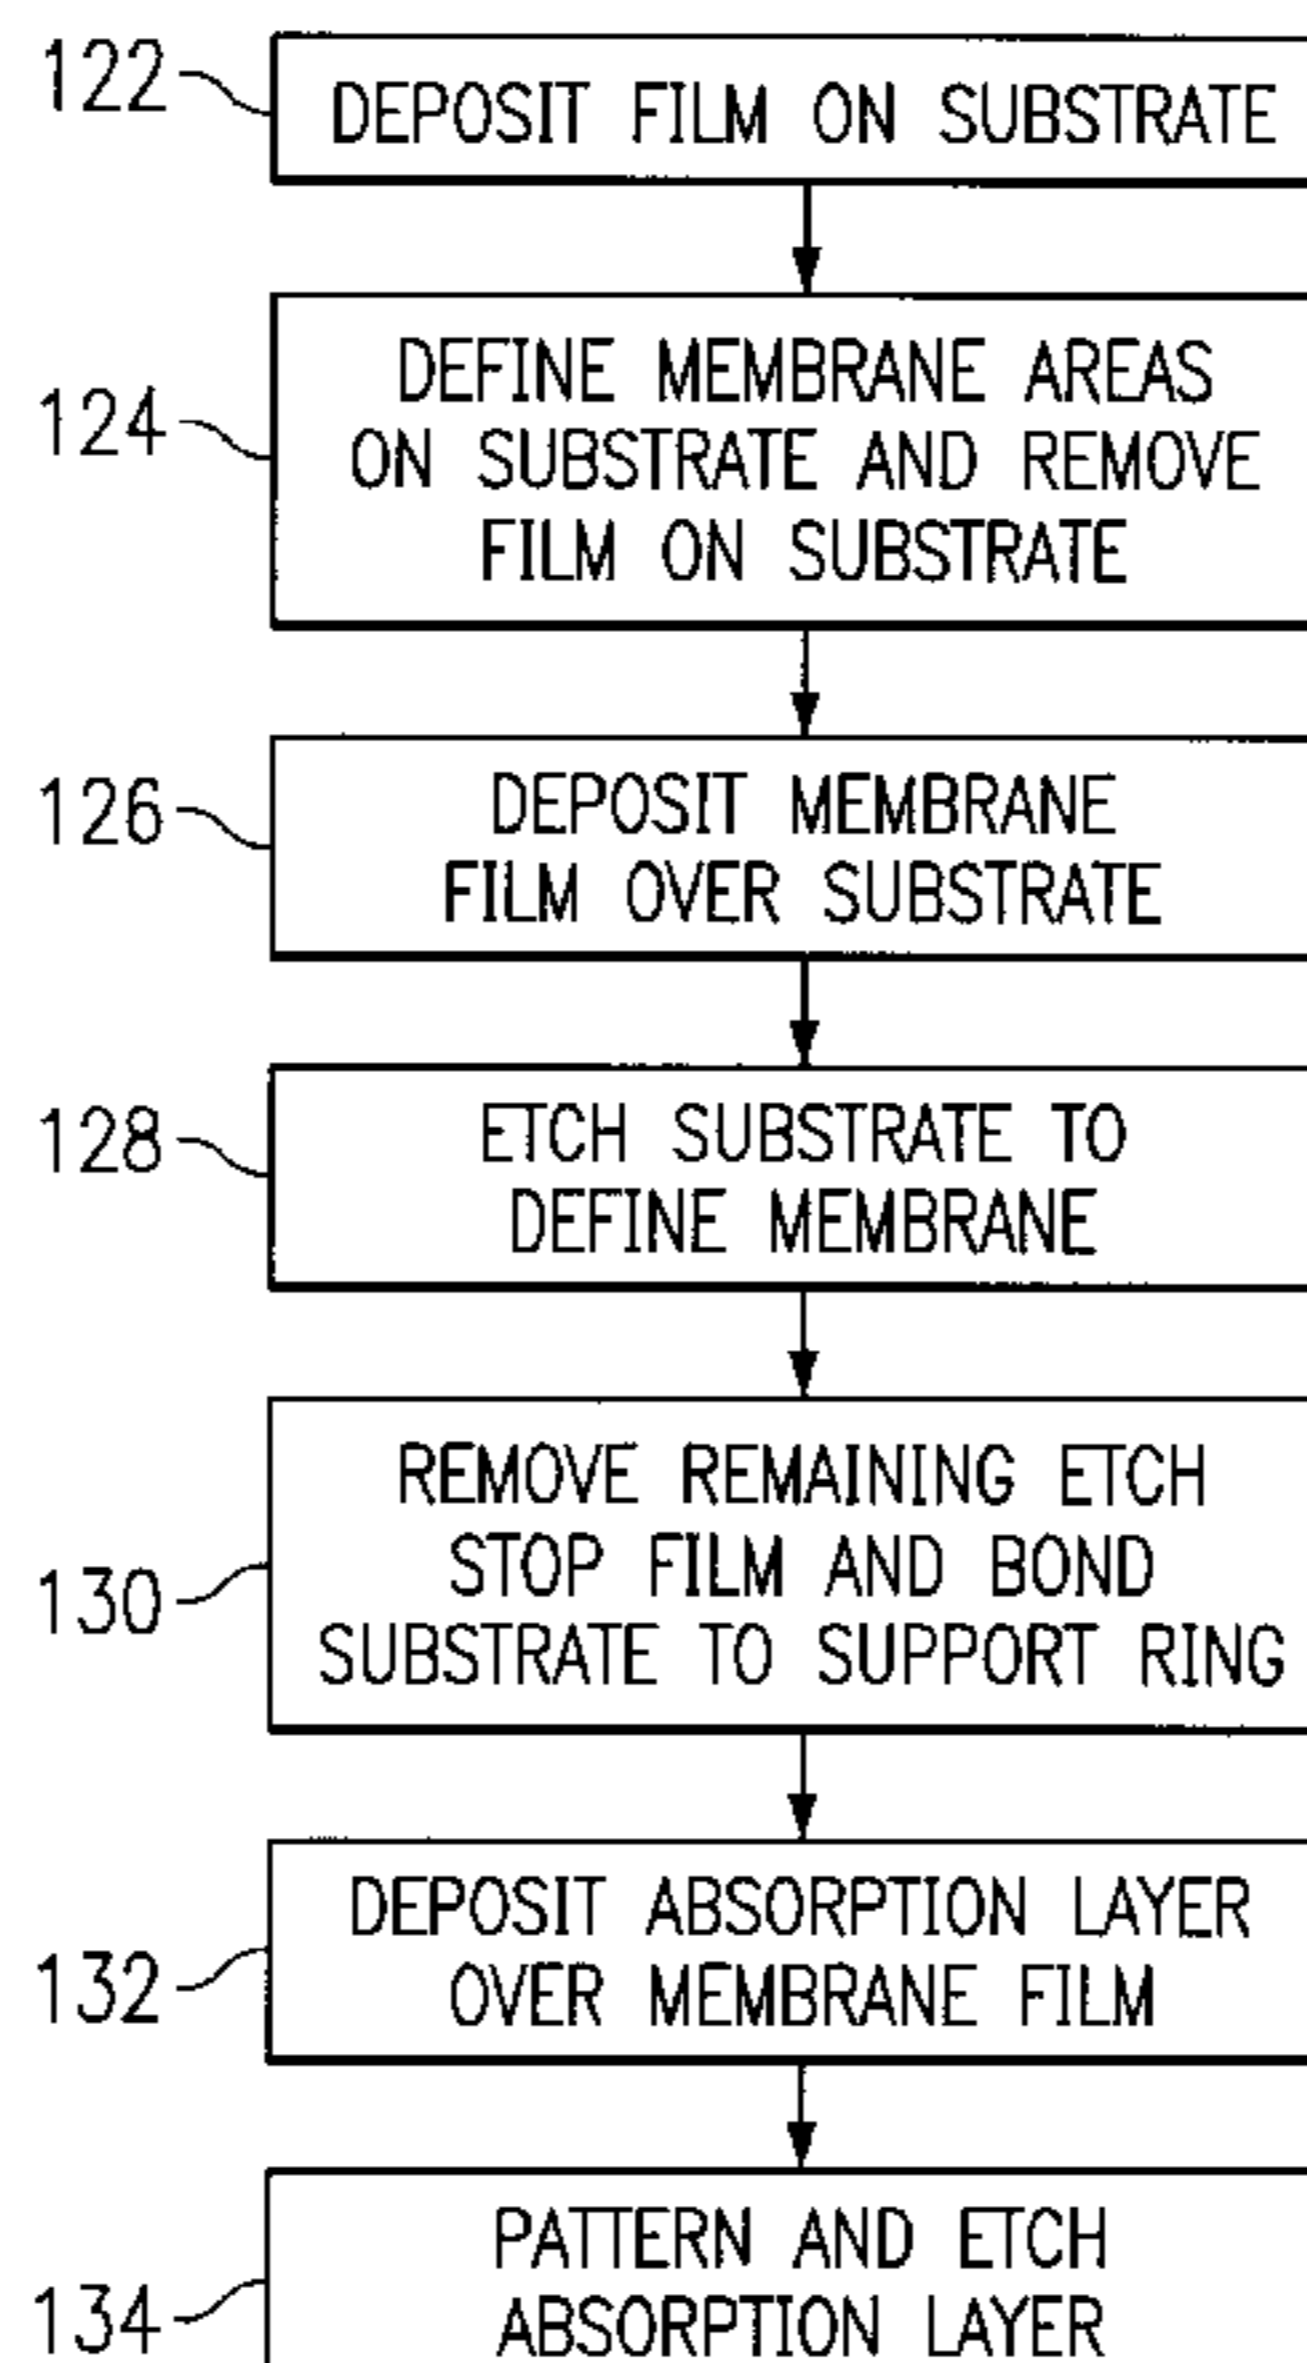 122
DEPOSIT FILM ON SUBSTRATE
124
DEFINE MEMBRANE AREAS
ON SUBSTRATE AND REMOVE
FILM ON SUBSTRATE
126
DEPOSIT MEMBRANE
FILM OVER SUBSTRATE
128
ETCH SUBSTRATE TO
DEFINE MEMBRANE
130
REMOVE REMAINING ETCH
STOP FILM AND BOND
SUBSTRATE TO SUPPORT RING
132
DEPOSIT ABSORPTION LAYER
OVER MEMBRANE FILM
134
PATTERN AND ETCH
ABSORPTION LAYER